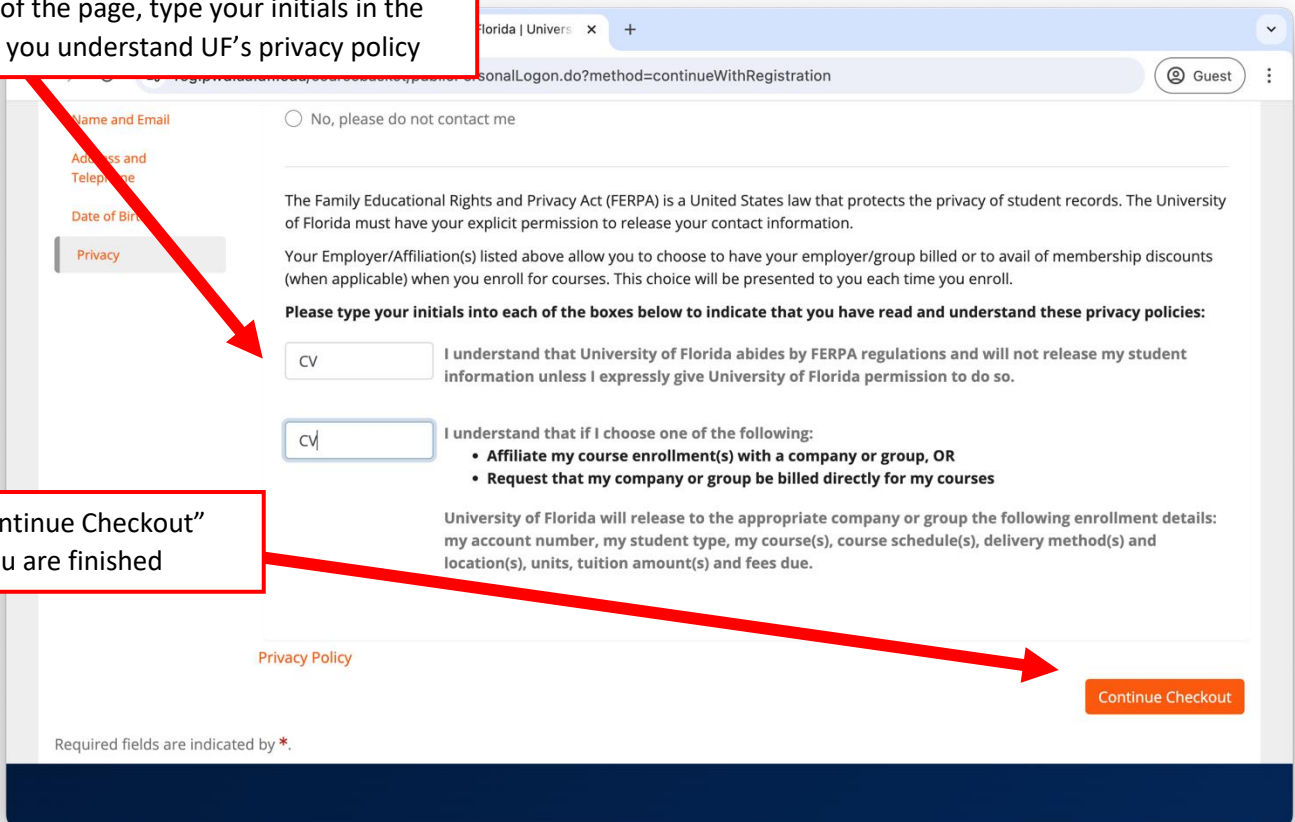 of the page, type your initials in the
you understand UF's privacy policy
Florida | Univers × +
sonalLogon.do?method=continueWithRegistration
Guest
Name and Email
No, please do not contact me
Address and
Telephone
Date of Birth
Privacy
The Family Educational Rights and Privacy Act (FERPA) is a United States law that protects the privacy of student records. The University
of Florida must have your explicit permission to release your contact information.
Your Employer/Affiliation(s) listed above allow you to choose to have your employer/group billed or to avail of membership discounts
(when applicable) when you enroll for courses. This choice will be presented to you each time you enroll.
Please type your initials into each of the boxes below to indicate that you have read and understand these privacy policies:
CV
I understand that University of Florida abides by FERPA regulations and will not release my student
information unless I expressly give University of Florida permission to do so.
CV
I understand that if I choose one of the following:
• Affiliate my course enrollment(s) with a company or group, OR
• Request that my company or group be billed directly for my courses
ntinue Checkout”
u are finished
University of Florida will release to the appropriate company or group the following enrollment details:
my account number, my student type, my course(s), course schedule(s), delivery method(s) and
location(s), units, tuition amount(s) and fees due.
Privacy Policy
Continue Checkout
Required fields are indicated by *.